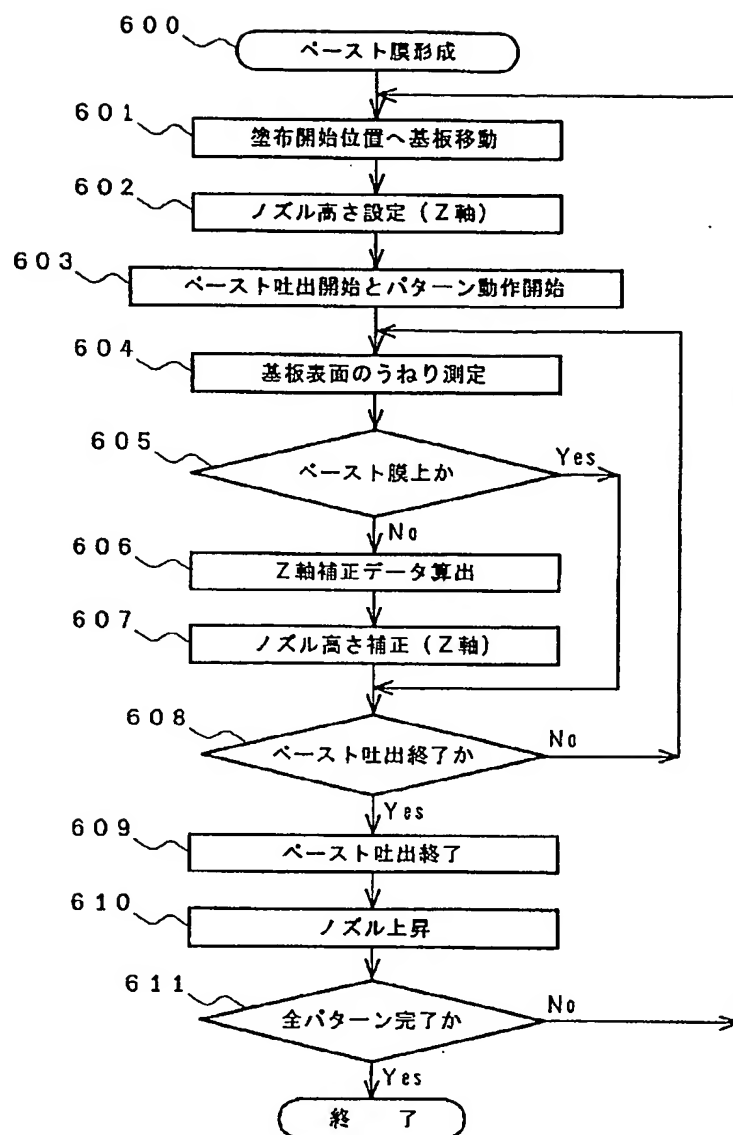 600
ペースト膜形成
601
塗布開始位置へ基板移動
602
ノズル高さ設定(Z軸)
603
ペースト吐出開始とパターン動作開始
604
基板表面のうねり測定
605
ペースト膜上か
Yes
No
606
Z軸補正データ算出
607
ノズル高さ補正(Z軸)
608
ペースト吐出終了か
No
Yes
609
ペースト吐出終了
610
ノズル上昇
611
全パターン完了か
No
Yes
終 了